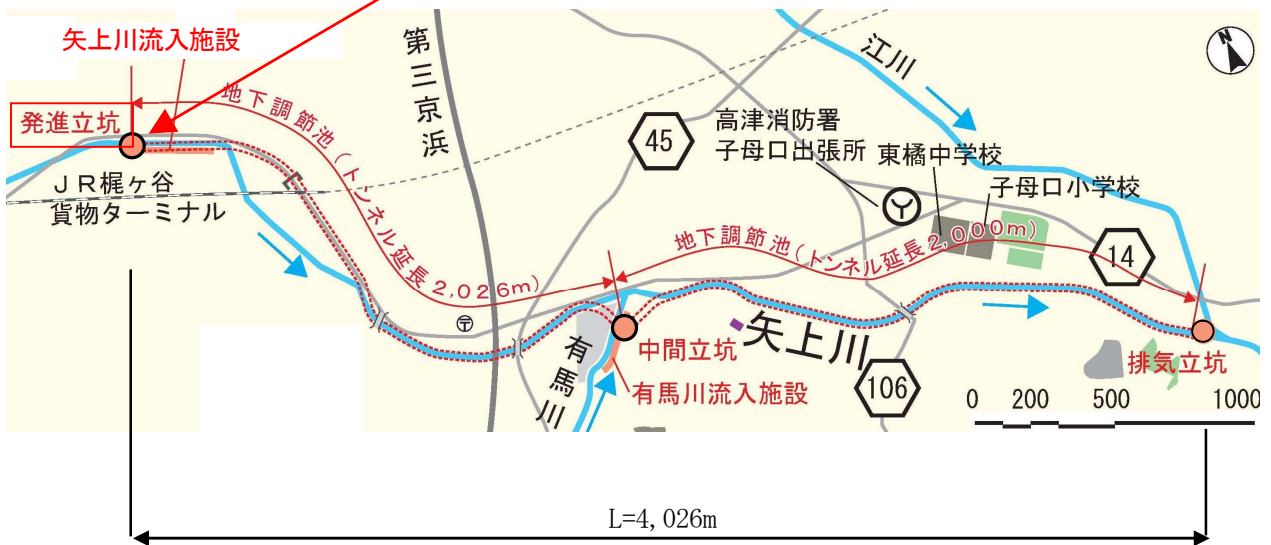 矢上川流入施設
発進立坑
JR梶ヶ谷
貨物ターミナル
地下調節池(トンネル延長2,026m)
第三京浜
45
高津消防署
子母口出張所
東橘中学校
子母口小学校
江川
N
地下調節池(トンネル延長2,000m)
14
〒
有馬川
中間立坑
有馬川流入施設
矢上川
106
排気立坑
0 200 500 1000
L=4,026m